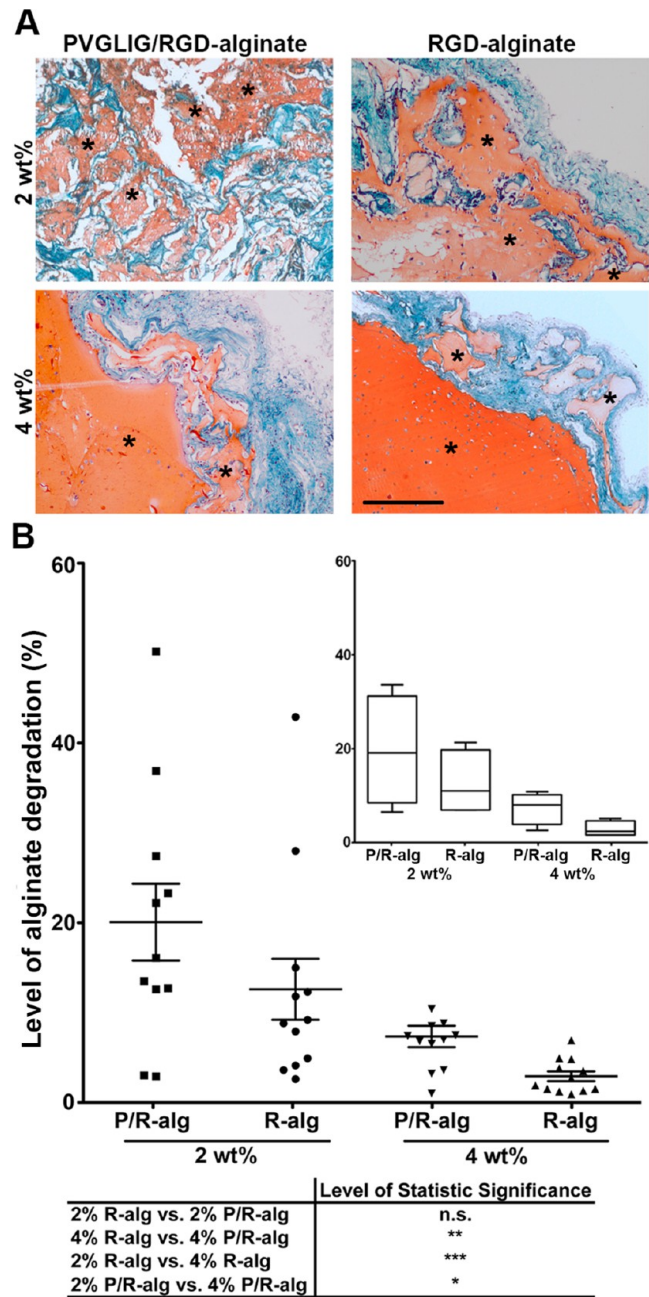 A
PVGLIG/RGD-alginate RGD-alginate
2 wt%
* * * * * * *
4 wt%
* * * * *
B
Level of alginate degradation (%)
60
40
20
0
60
40
20
0
P/R-alg R-alg P/R-alg R-alg
2 wt% 4 wt%
P/R-alg R-alg P/R-alg R-alg
2 wt% 4 wt%
Level of Statistic Significance
2% R-alg vs. 2% P/R-alg n.s.
4% R-alg vs. 4% P/R-alg **
2% R-alg vs. 4% R-alg ***
2% P/R-alg vs. 4% P/R-alg *